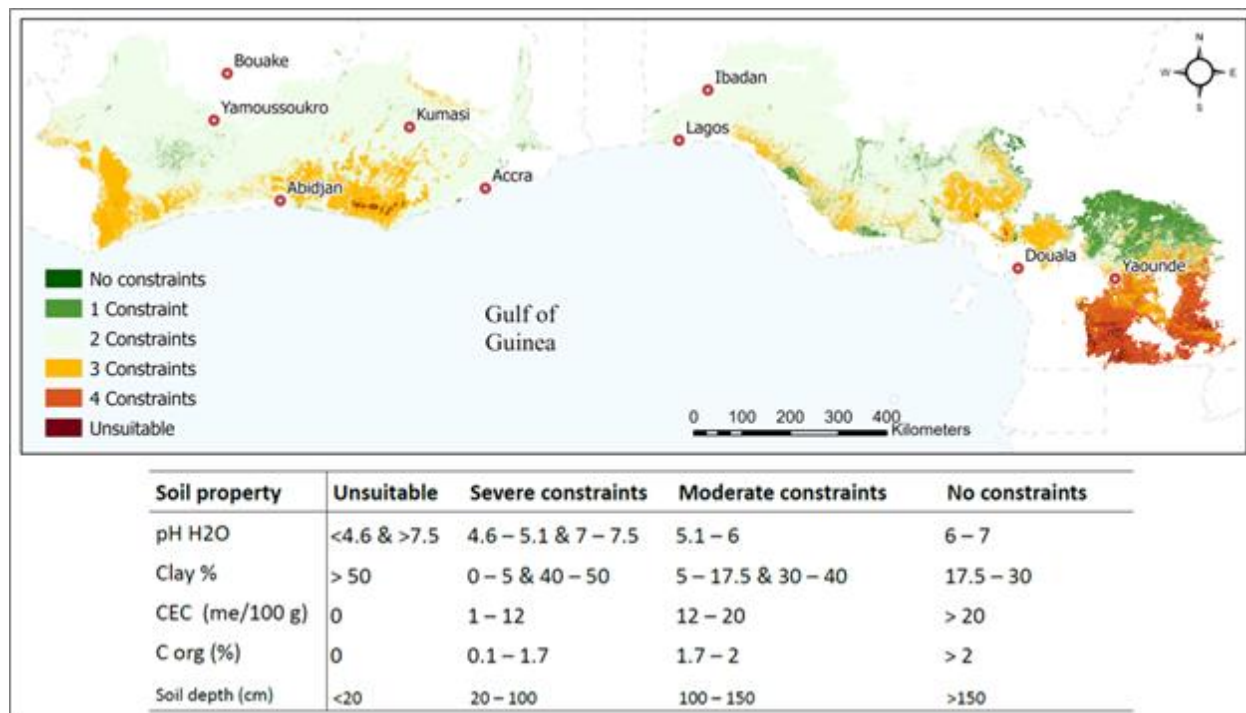 N
W E
S
Bouake
Ibadan
Yamoussoukro
Kumasi
Lagos
Accra
Abidjan
Douala
Yaounde
No constraints
1 Constraint
2 Constraints
3 Constraints
4 Constraints
Unsuitable
Gulf of
Guinea
0 100 200 300 400
Kilometers
Soil property Unsuitable Severe constraints Moderate constraints No constraints
pH H2O <4.6 & >7.5 4.6 – 5.1 & 7 – 7.5 5.1 – 6 6 – 7
Clay % > 50 0 – 5 & 40 – 50 5 – 17.5 & 30 – 40 17.5 – 30
CEC (me/100 g) 0 1 – 12 12 – 20 > 20
C org (%) 0 0.1 – 1.7 1.7 – 2 > 2
Soil depth (cm) <20 20 – 100 100 – 150 >150